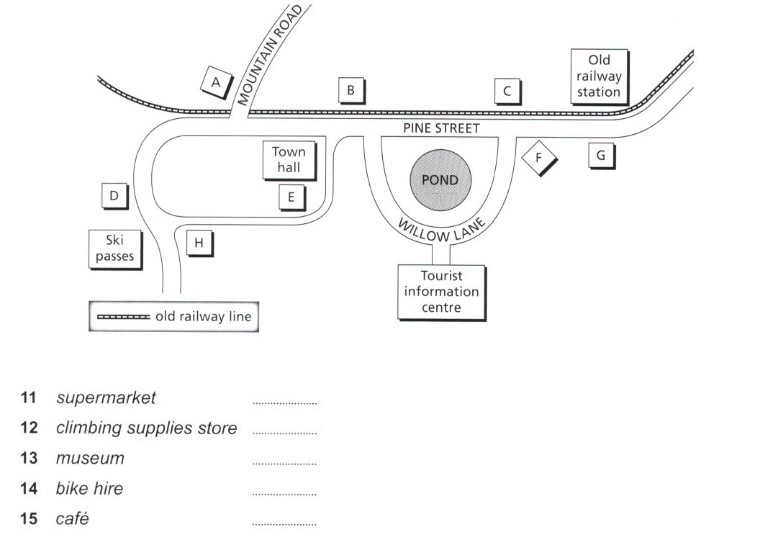 MOUNTAIN ROAD
A
B
C
Old
railway
station
PINE STREET
Town
hall
E
POND
F
G
D
WILLOW LANE
Ski
passes
H
Tourist
information
centre
old railway line
11 supermarket ....................
12 climbing supplies store ....................
13 museum ....................
14 bike hire ....................
15 café ....................